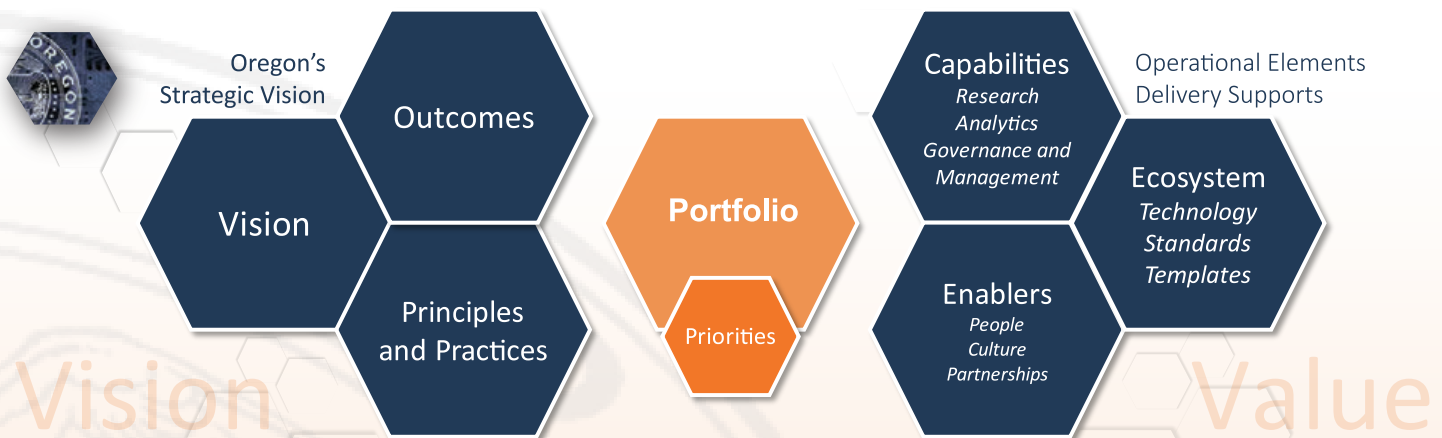 OREGON
Oregon's
Strategic Vision
Outcomes
Vision
Principles
and Practices
Portfolio
Priorities
Capabilities
Research
Analytics
Governance and
Management
Operational Elements
Delivery Supports
Ecosystem
Technology
Standards
Templates
Enablers
People
Culture
Partnerships
Vision
Value